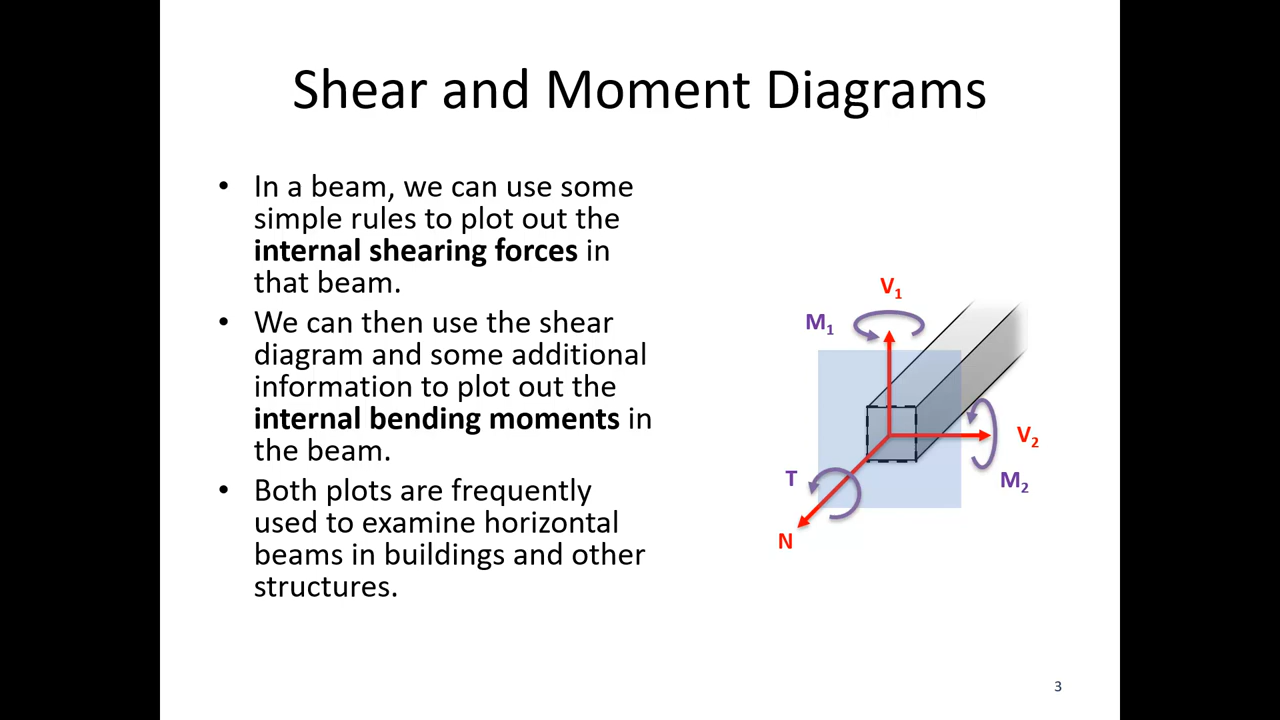 Shear and Moment Diagrams
• In a beam, we can use some
simple rules to plot out the
internal shearing forces in
that beam.
• We can then use the shear
diagram and some additional
information to plot out the
internal bending moments in
the beam.
• Both plots are frequently
used to examine horizontal
beams in buildings and other
structures.
V₁
M₁
V₂
M₂
T
N
3